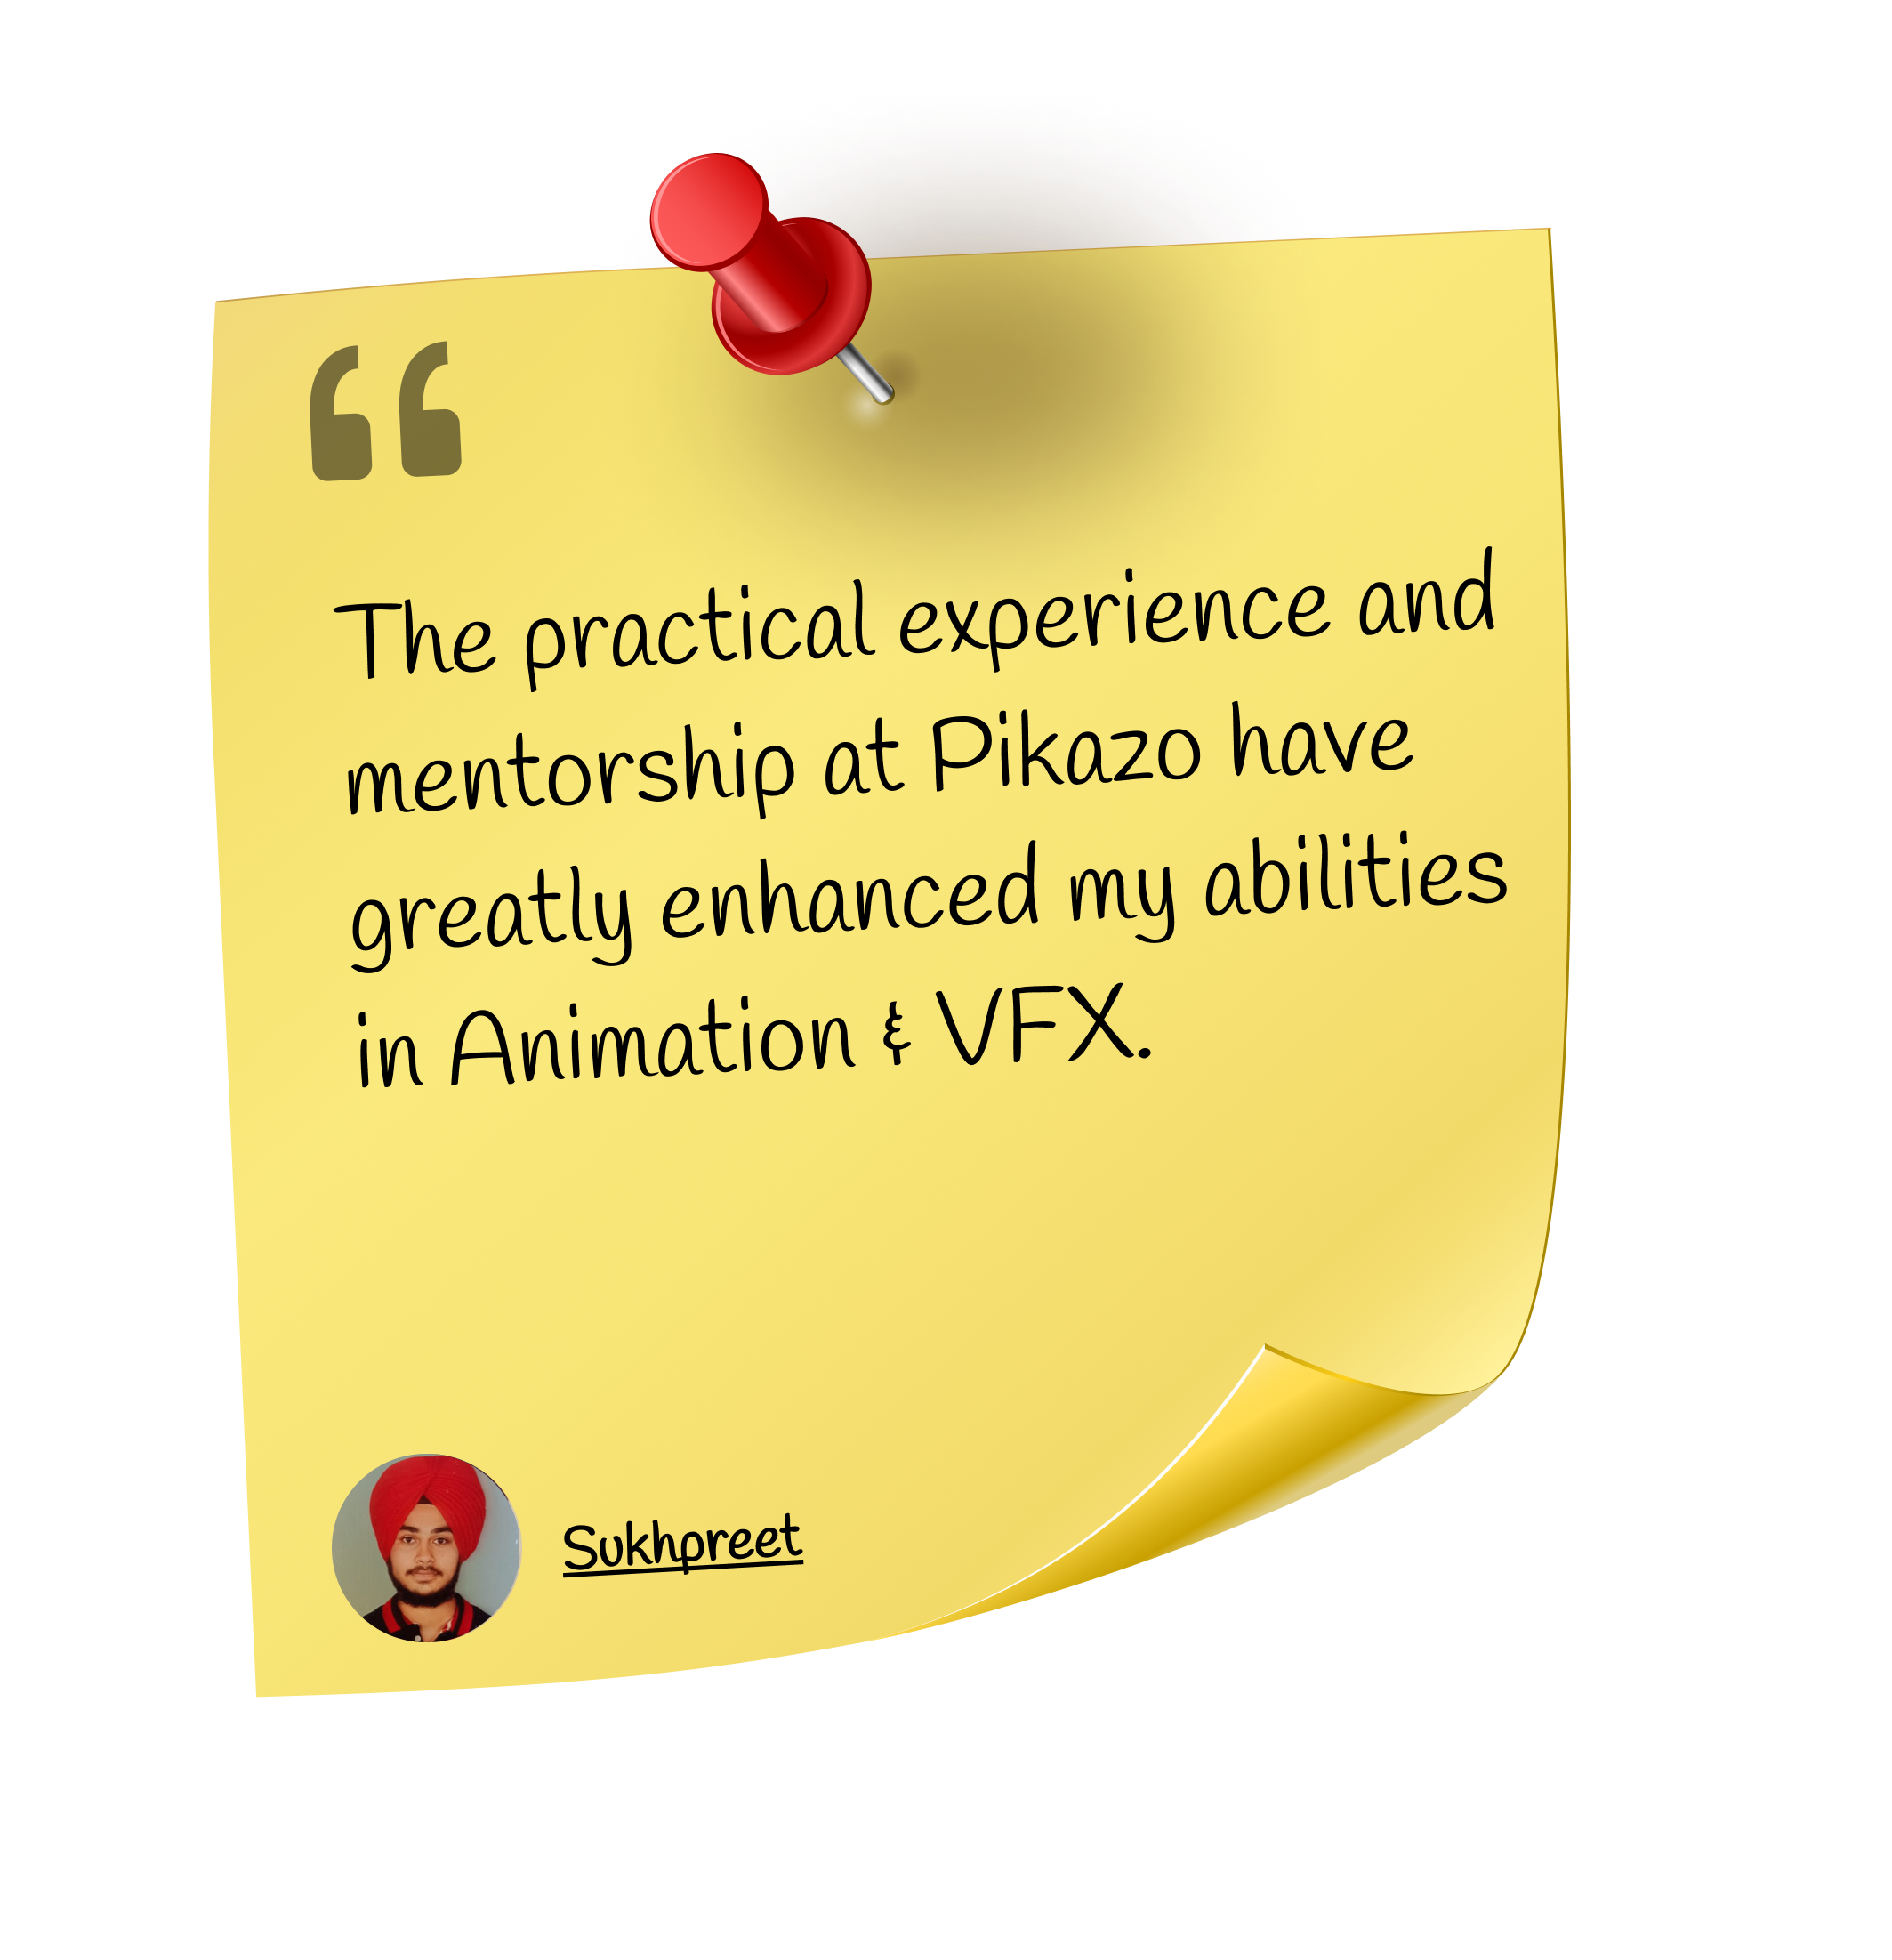 “
The practical experience and
mentorship at Pikazo have
greatly enhanced my abilities
in Animation & VFX.
Sukhpreet